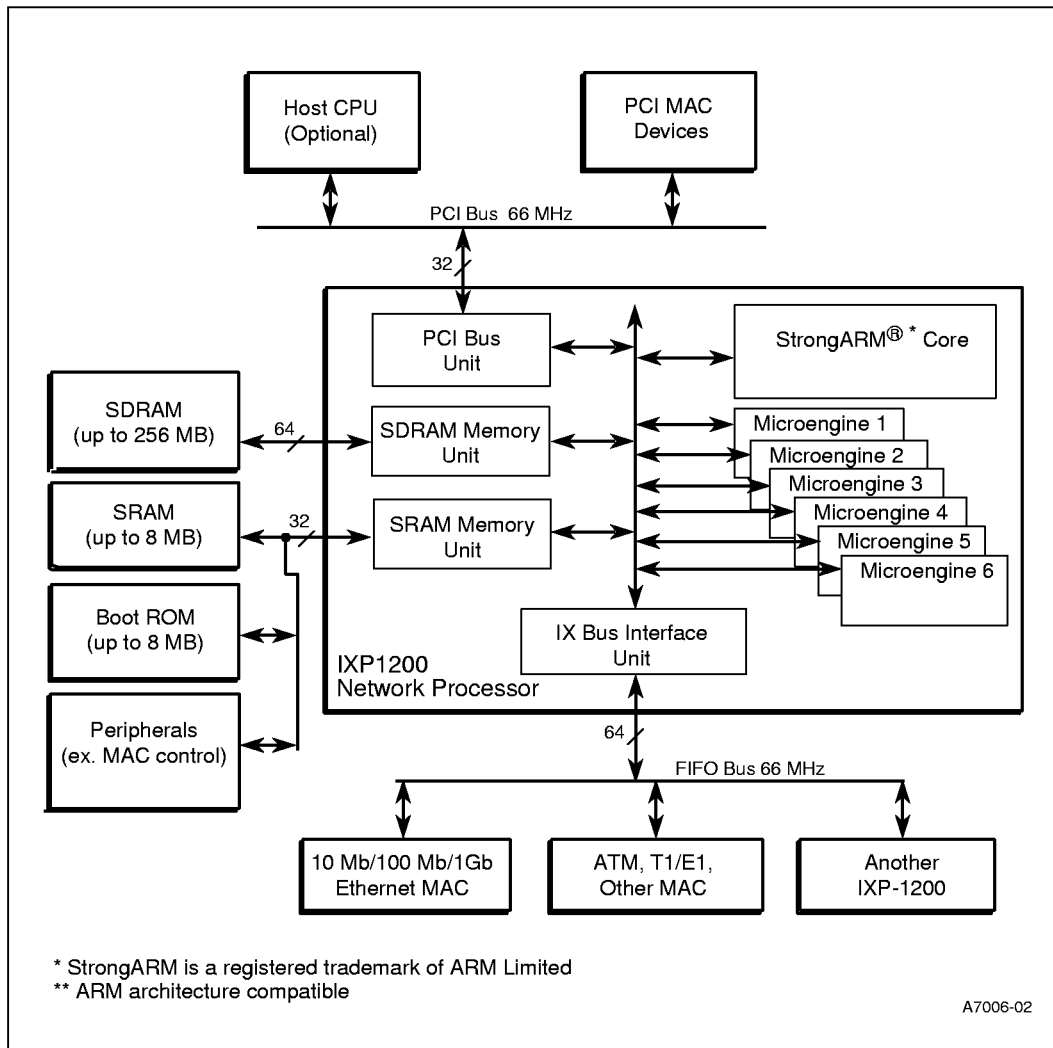 Host CPU
(Optional)
PCI MAC
Devices
PCI Bus 66 MHz
32
PCI Bus
Unit
StrongARM® * Core
SDRAM
(up to 256 MB)
64
SDRAM Memory
Unit
Microengine 1
Microengine 2
Microengine 3
Microengine 4
Microengine 5
Microengine 6
SRAM
(up to 8 MB)
32
SRAM Memory
Unit
Boot ROM
(up to 8 MB)
IX Bus Interface
Unit
IXP1200
Network Processor
Peripherals
(ex. MAC control)
64
FIFO Bus 66 MHz
10 Mb/100 Mb/1Gb
Ethernet MAC
ATM, T1/E1,
Other MAC
Another
IXP-1200
* StrongARM is a registered trademark of ARM Limited
** ARM architecture compatible
A7006-02